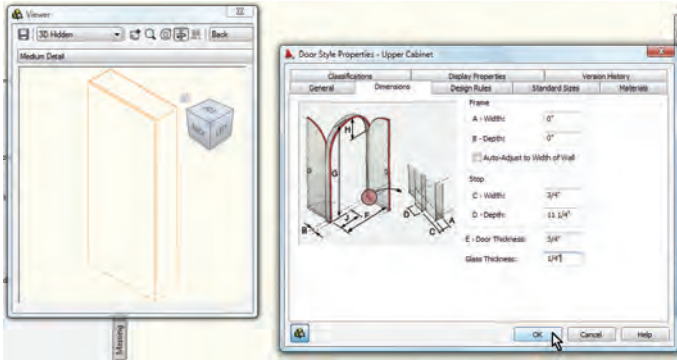 Viewer
3D Hidden
Back
Medium Detail
BACK
LEFT
Massing
Door Style Properties - Upper Cabinet
Classifications
Display Properties
Version History
General
Dimensions
Design Rules
Standard Sizes
Materials
Frame
A - Width:
0"
B - Depth:
0"
Auto-Adjust to Width of Wall
Stop
C - Width:
3/4"
D - Depth:
11 1/4"
E - Door Thickness:
3/4"
Glass Thickness:
1/4"
H
G
J
F
B
D
C
A
OK
Cancel
Help